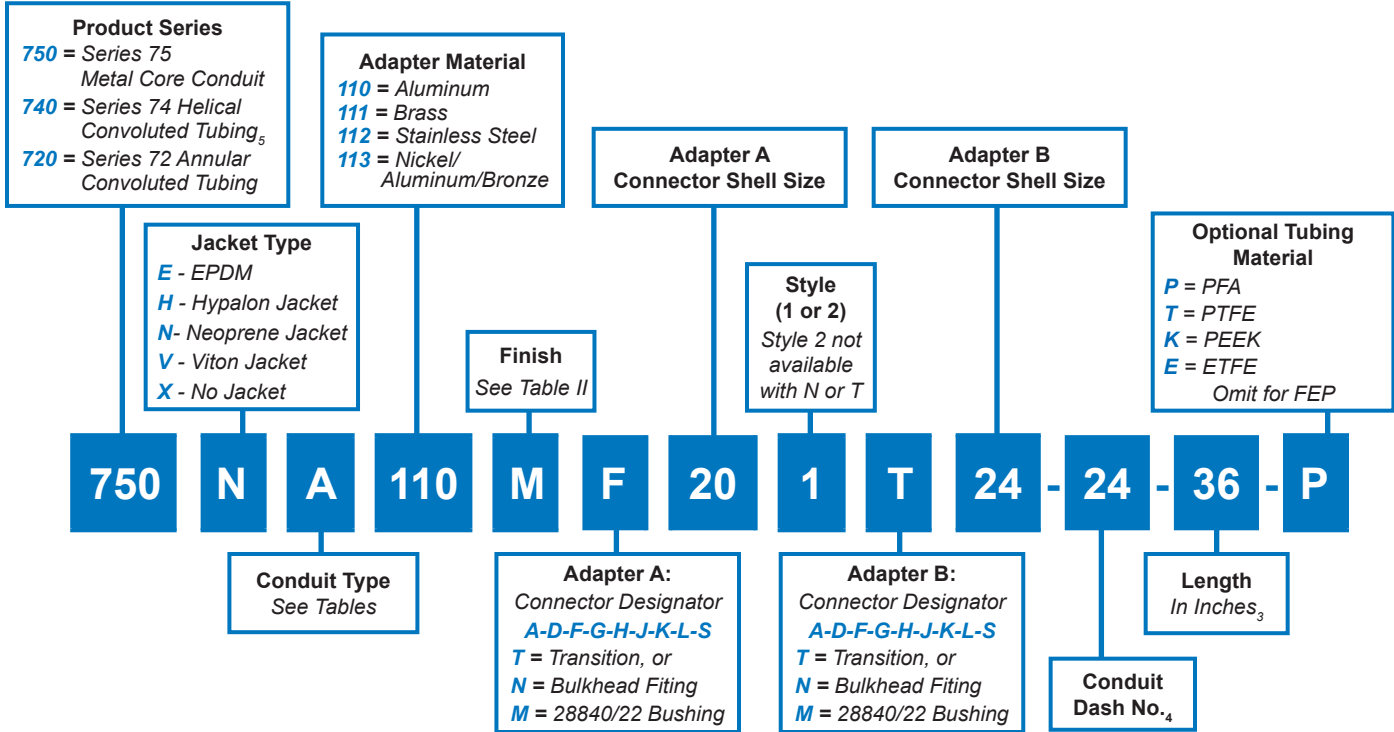 Product Series
750 = Series 75
Metal Core Conduit
740 = Series 74 Helical
Convoluted Tubing5
720 = Series 72 Annular
Convoluted Tubing
Adapter Material
110 = Aluminum
111 = Brass
112 = Stainless Steel
113 = Nickel/
Aluminum/Bronze
Adapter A
Connector Shell Size
Adapter B
Connector Shell Size
Jacket Type
E - EPDM
H - Hypalon Jacket
N- Neoprene Jacket
V - Viton Jacket
X - No Jacket
Finish
See Table II
Style
(1 or 2)
Style 2 not
available
with N or T
Optional Tubing
Material
P = PFA
T = PTFE
K = PEEK
E = ETFE
Omit for FEP
750 N A 110 M F 20 1 T 24 - 24 - 36 - P
Conduit Type
See Tables
Adapter A:
Connector Designator
A-D-F-G-H-J-K-L-S
T = Transition, or
N = Bulkhead Fiting
M = 28840/22 Bushing
Adapter B:
Connector Designator
A-D-F-G-H-J-K-L-S
T = Transition, or
N = Bulkhead Fiting
M = 28840/22 Bushing
Conduit
Dash No.4
Length
In Inches3